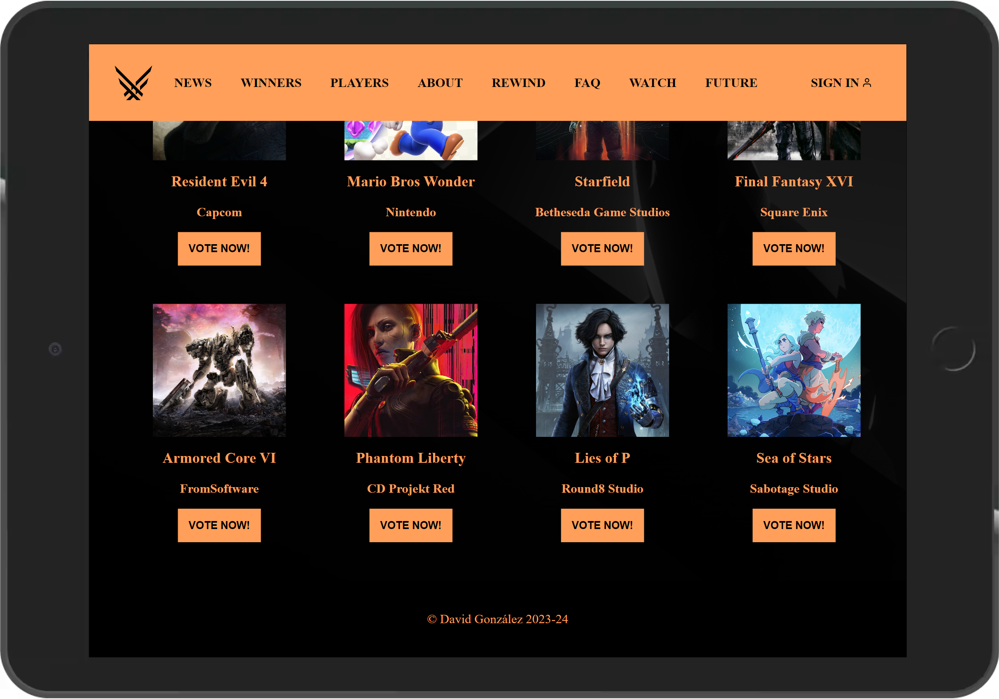 NEWS WINNERS PLAYERS ABOUT REWIND FAQ WATCH FUTURE SIGN IN
Resident Evil 4 Mario Bros Wonder Starfield Final Fantasy XVI
Capcom Nintendo Betheseda Game Studios Square Enix
VOTE NOW! VOTE NOW! VOTE NOW! VOTE NOW!
Armored Core VI Phantom Liberty Lies of P Sea of Stars
FromSoftware CD Projekt Red Round8 Studio Sabotage Studio
VOTE NOW! VOTE NOW! VOTE NOW! VOTE NOW!
© David González 2023-24